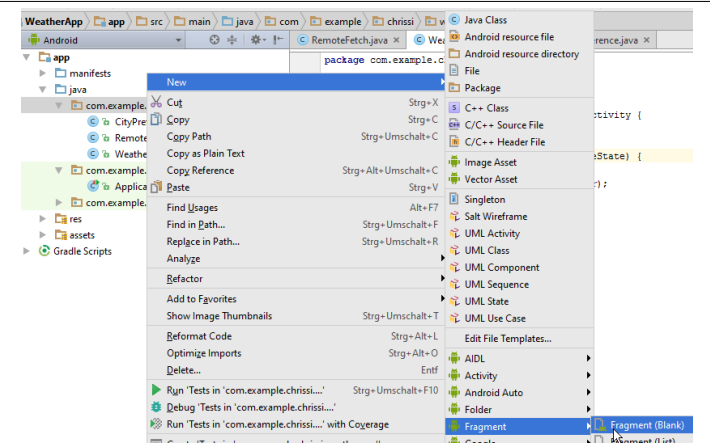 WeatherApp app src main java com example chrissi
Android
RemoteFetch.java
app
manifests
java
com.example.
CityPre
Remote
Weathe
com.example.
Applica
com.example.
res
assets
Gradle Scripts
package com.example.c
erence.java
ctivity {
eState) {
r);
New
Cut Strg+X
Copy Strg+C
Copy Path Strg+Umschalt+C
Copy as Plain Text
Copy Reference Strg+Alt+Umschalt+C
Paste Strg+V
Find Usages Alt+F7
Find in Path... Strg+Umschalt+F
Replace in Path... Strg+Umschalt+R
Analyze
Refactor
Add to Favorites
Show Image Thumbnails Strg+Umschalt+T
Reformat Code Strg+Alt+L
Optimize Imports Strg+Alt+O
Delete... Entf
Run 'Tests in 'com.example.chrissi....' Strg+Umschalt+F10
Debug 'Tests in 'com.example.chrissi....'
Run 'Tests in 'com.example.chrissi....' with Coverage
Java Class
Android resource file
Android resource directory
File
Package
C++ Class
C/C++ Source File
C/C++ Header File
Image Asset
Vector Asset
Singleton
Salt Wireframe
UML Activity
UML Class
UML Component
UML Sequence
UML State
UML Use Case
Edit File Templates...
AIDL
Activity
Android Auto
Folder
Fragment
Google
Fragment (Blank)
Fragment (List)